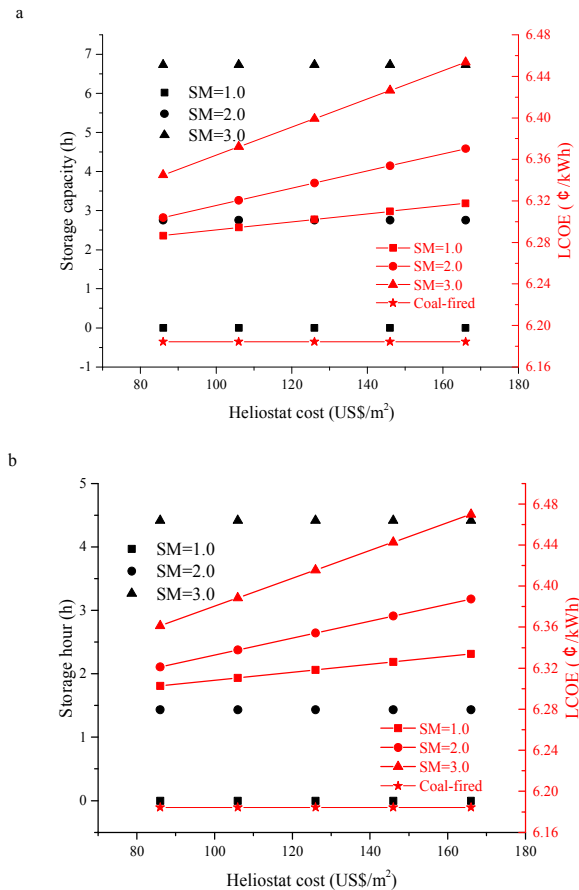 a
7
6
5
4
3
2
1
0
-1
Storage capacity (h)
SM=1.0
SM=2.0
SM=3.0
6.48
6.44
6.40
6.36
6.32
6.28
6.24
6.20
6.16
LCOE ( ¢/kWh)
SM=1.0
SM=2.0
SM=3.0
Coal-fired
80 100 120 140 160 180
Heliostat cost (US$/m²)
b
5
4
3
2
1
0
Storage hour (h)
SM=1.0
SM=2.0
SM=3.0
6.48
6.44
6.40
6.36
6.32
6.28
6.24
6.20
6.16
LCOE ( ¢/kWh)
SM=1.0
SM=2.0
SM=3.0
Coal-fired
80 100 120 140 160 180
Heliostat cost (US$/m²)